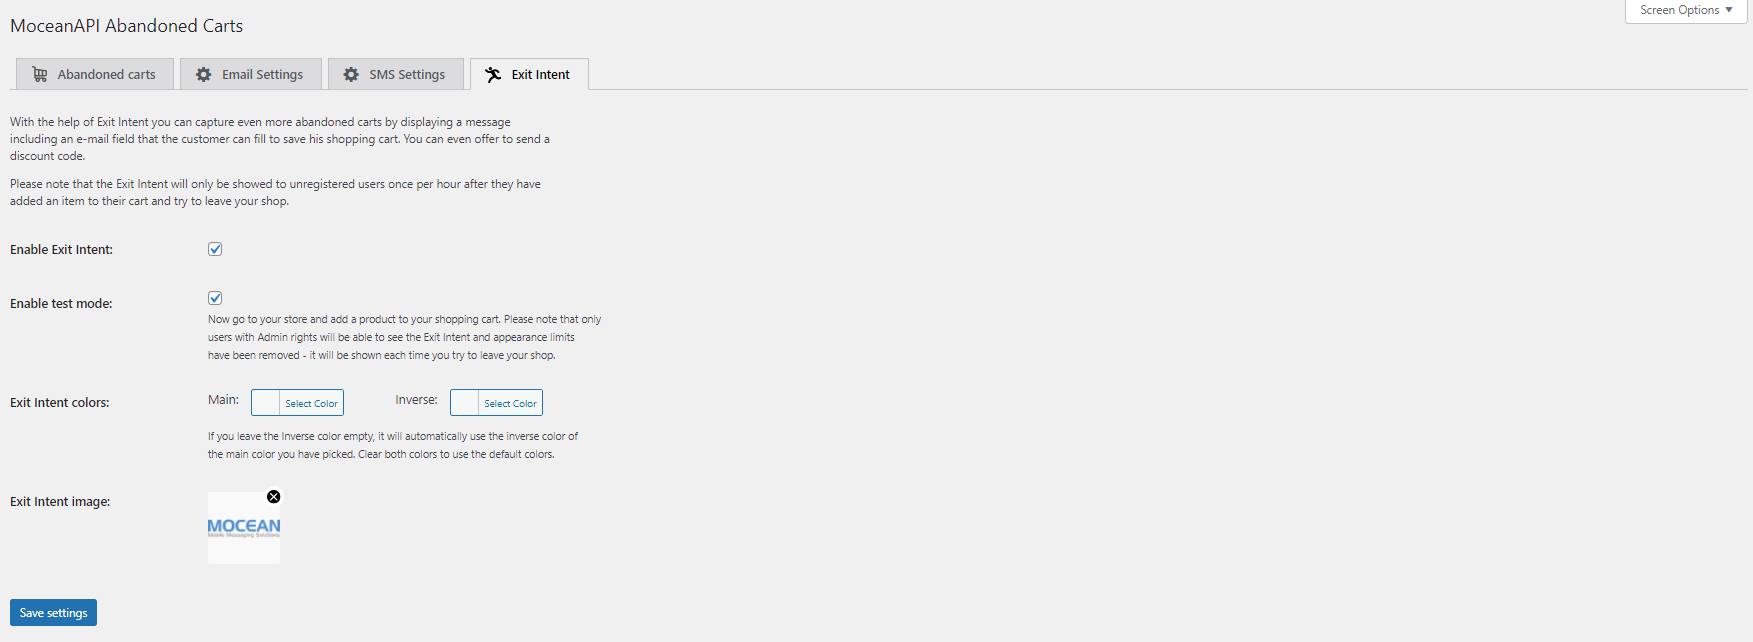 Screen Options ▼
MoceanAPI Abandoned Carts
Abandoned carts
Email Settings
SMS Settings
Exit Intent
With the help of Exit Intent you can capture even more abandoned carts by displaying a message
including an e-mail field that the customer can fill to save his shopping cart. You can even offer to send a
discount code.
Please note that the Exit Intent will only be showed to unregistered users once per hour after they have
added an item to their cart and try to leave your shop.
Enable Exit Intent:
Enable test mode:
Now go to your store and add a product to your shopping cart. Please note that only
users with Admin rights will be able to see the Exit Intent and appearance limits
have been removed - it will be shown each time you try to leave your shop.
Exit Intent colors:
Main:
Select Color
Inverse:
Select Color
If you leave the Inverse color empty, it will automatically use the inverse color of
the main color you have picked. Clear both colors to use the default colors.
Exit Intent image:
MOCEAN
Mobile Messaging Solutions
Save settings